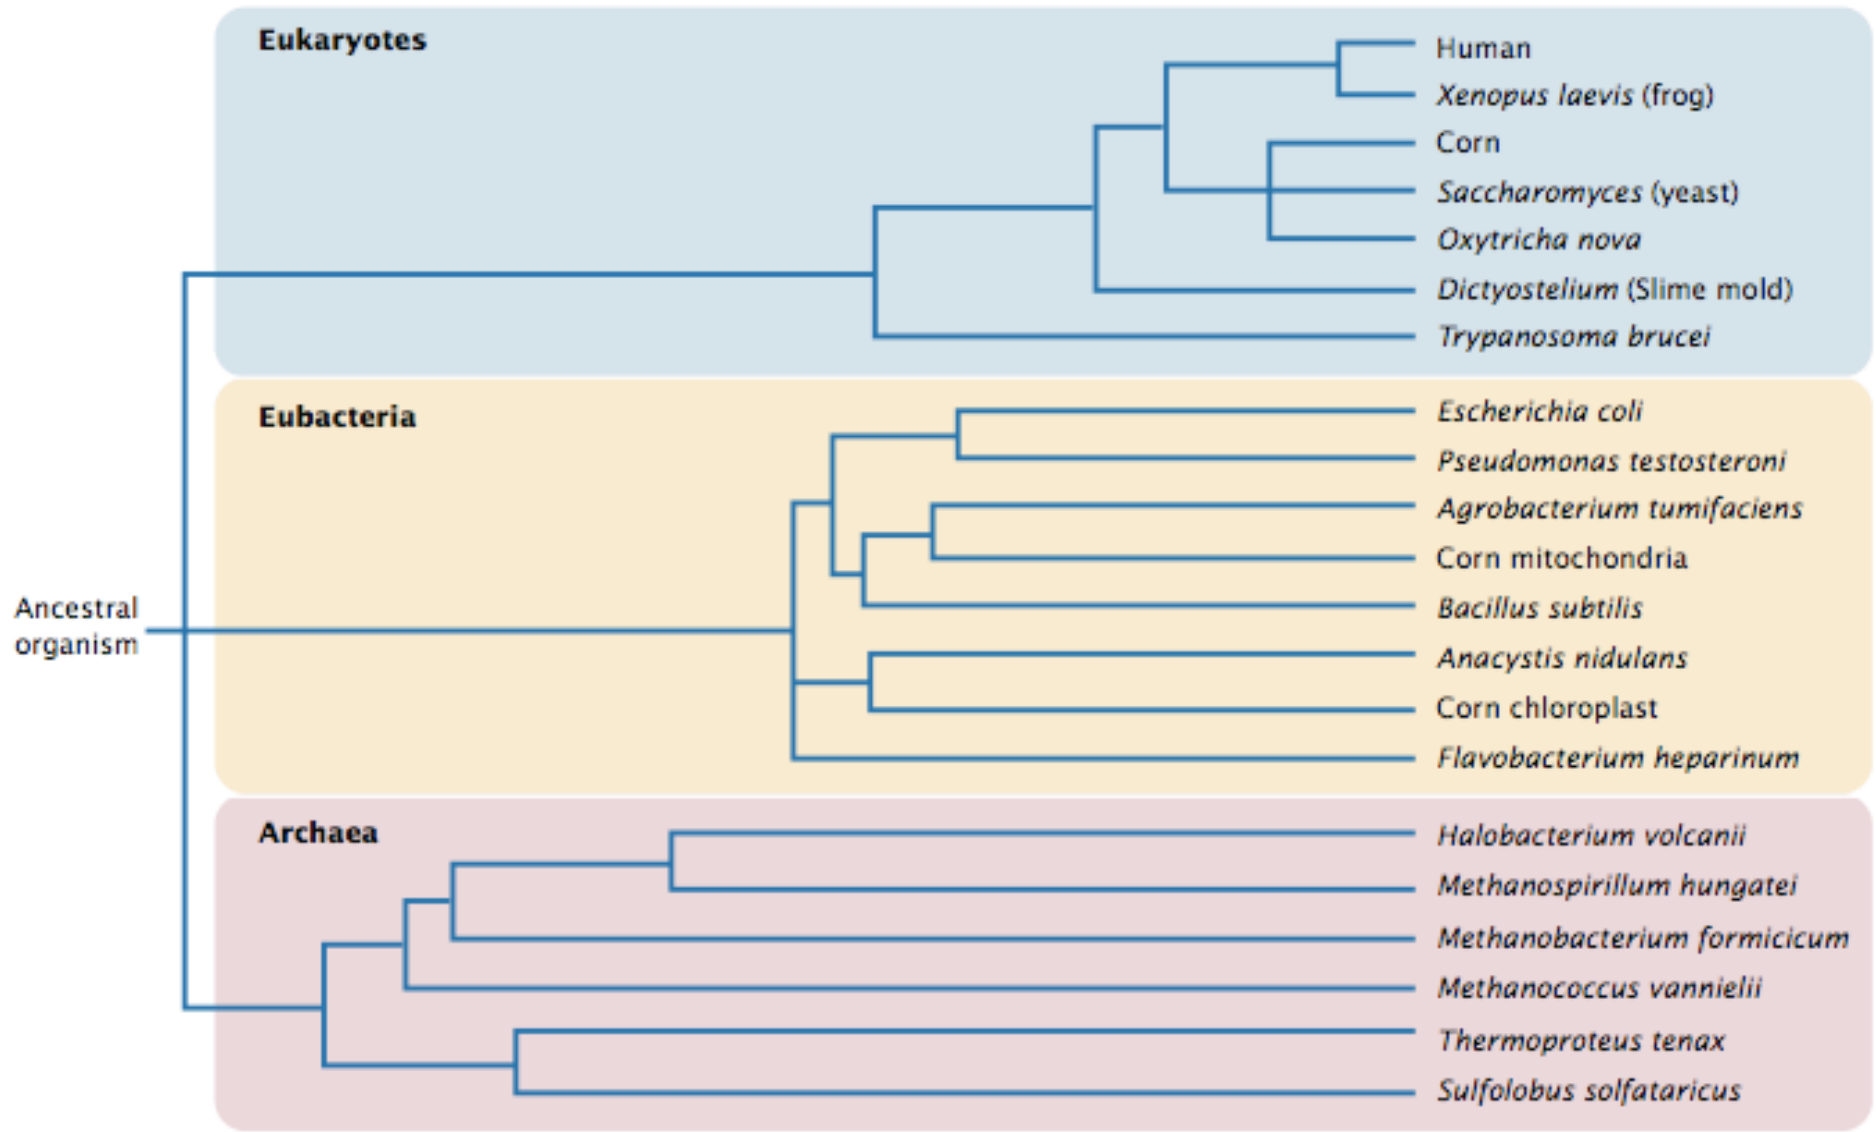 Eukaryotes
Human
Xenopus laevis (frog)
Corn
Saccharomyces (yeast)
Oxytricha nova
Dictyostelium (Slime mold)
Trypanosoma brucei
Eubacteria
Escherichia coli
Pseudomonas testosteroni
Agrobacterium tumifaciens
Corn mitochondria
Bacillus subtilis
Anacystis nidulans
Corn chloroplast
Flavobacterium heparinum
Ancestral
organism
Archaea
Halobacterium volcanii
Methanospirillum hungatei
Methanobacterium formicicum
Methanococcus vannielii
Thermoproteus tenax
Sulfolobus solfataricus